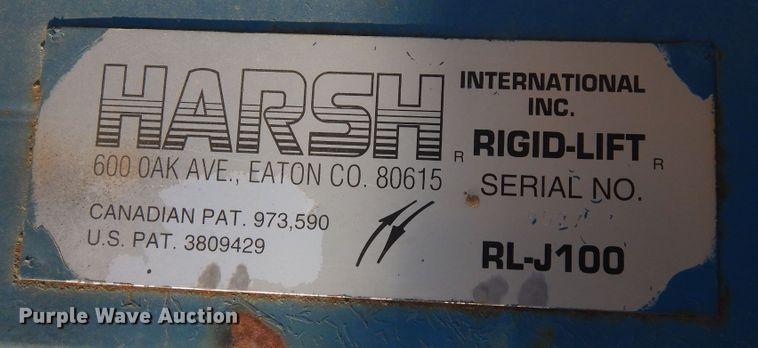 HARSH
600 OAK AVE., EATON CO. 80615
CANADIAN PAT. 973,590
U.S. PAT. 3809429
R INTERNATIONAL
INC.
RIGID-LIFT R
SERIAL NO.
RL-J100
Purple Wave Auction